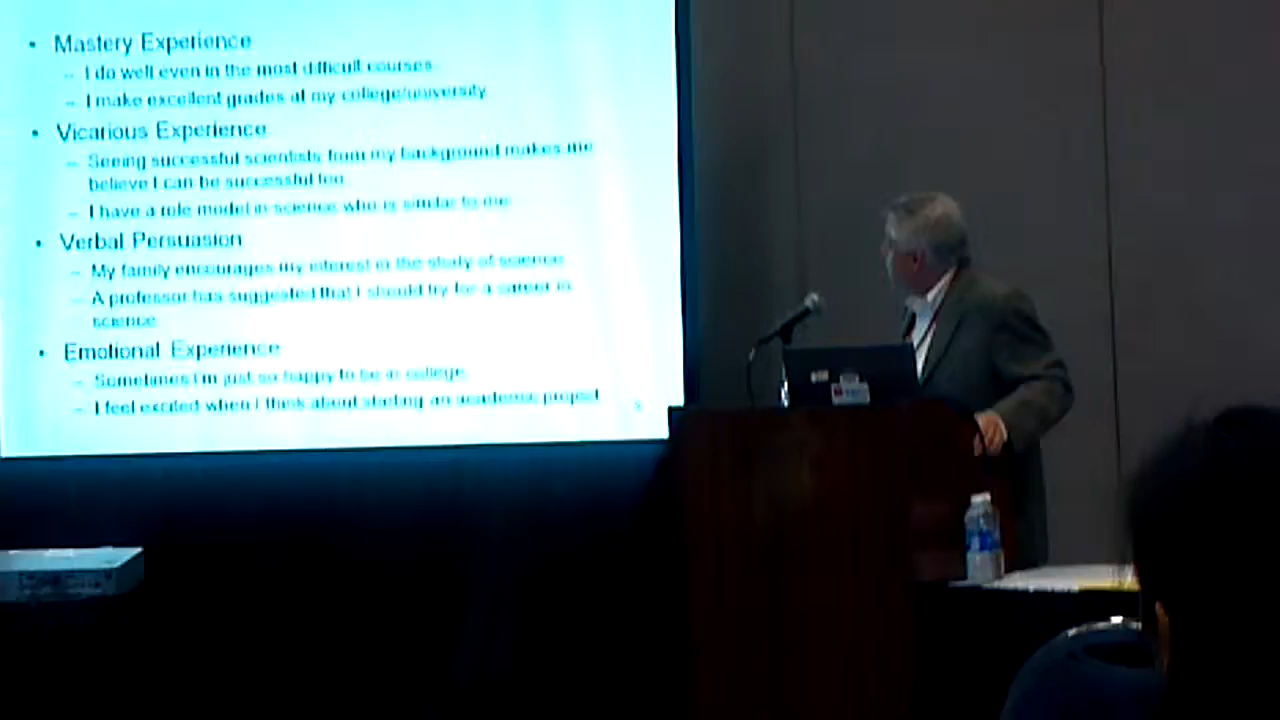 • Mastery Experience
– I do well even in the most difficult courses
– I make excellent grades at my college/university
• Vicarious Experience
– Seeing successful scientists from my background makes me
believe I can be successful too
– I have a role model in science who is similar to me
• Verbal Persuasion
– My family encourages my interest in the study of science
– A professor has suggested that I should try for a career in
science
• Emotional Experience
– Sometimes I'm just so happy to be in college
– I feel excited when I think about starting an academic project